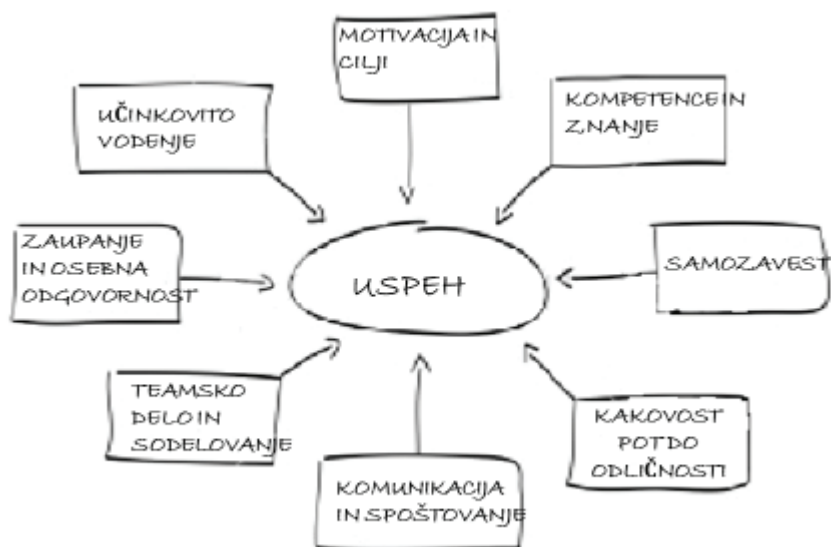 MOTIVACIJA IN
CILJI
UČINKOVITO
VODENJE
KOMPETENCE IN
ZNANJE
ZAUPANJE
IN OSEBNA
ODGOVORNOST
USPEH
SAMOZAVEST
TEAMSKO
DELO IN
SODELOVANJE
KAKOVOST
POT DO
ODLIČNOSTI
KOMUNIKACIJA
IN SPOŠTOVANJE